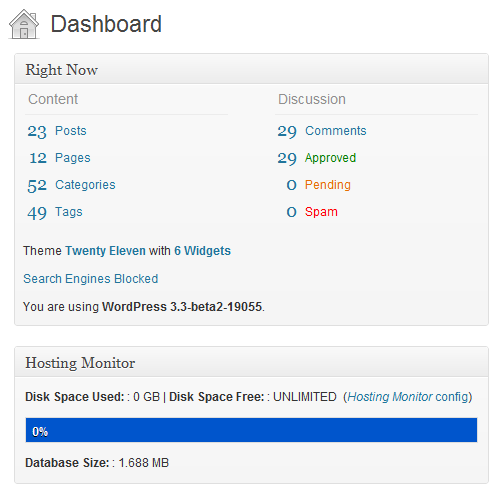 Dashboard
Right Now
Content
23 Posts
12 Pages
52 Categories
49 Tags
Discussion
29 Comments
29 Approved
0 Pending
0 Spam
Theme Twenty Eleven with 6 Widgets
Search Engines Blocked
You are using WordPress 3.3-beta2-19055.
Hosting Monitor
Disk Space Used: : 0 GB | Disk Space Free: : UNLIMITED (Hosting Monitor config)
0%
Database Size: : 1.688 MB